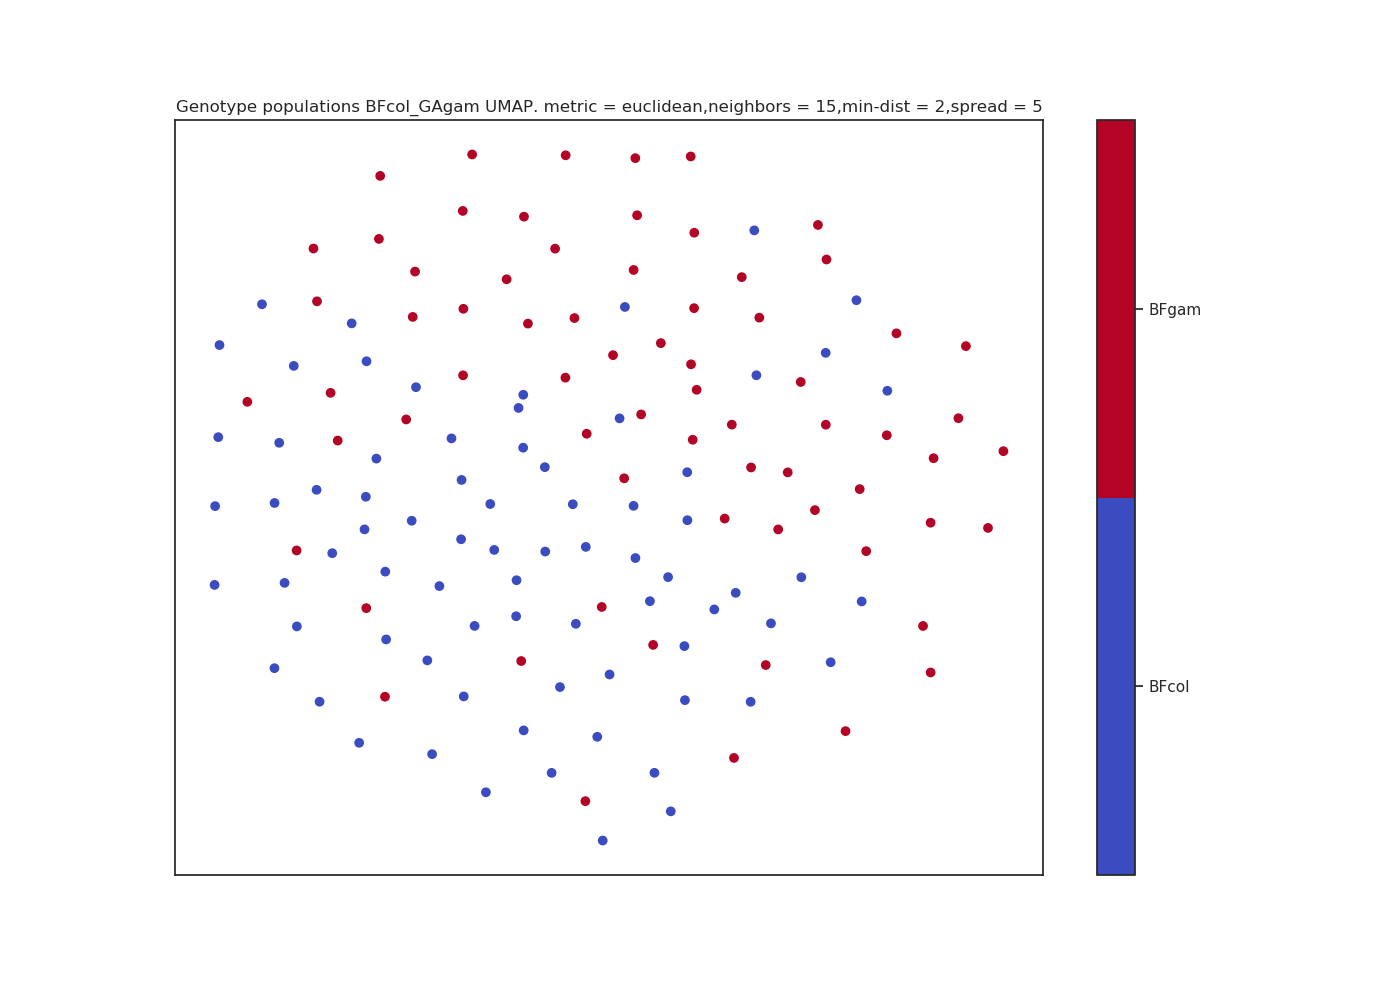 Genotype populations BFcol_GAgam UMAP. metric = euclidean,neighbors = 15,min-dist = 2,spread = 5
BFgam
BFcol